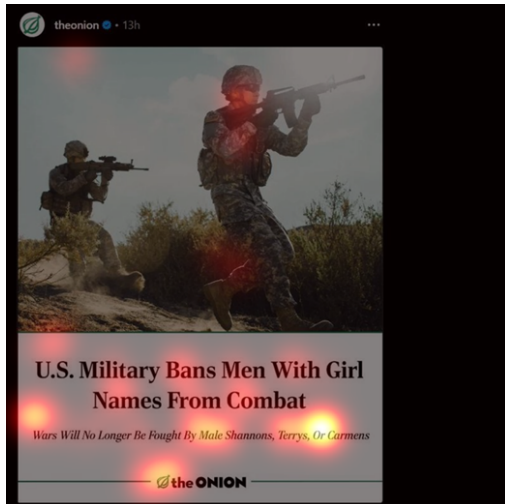 theonion • 13h
U.S. Military Bans Men With Girl
Names From Combat
Wars Will No Longer Be Fought By Male Shannons, Terrys, Or Carmens
the ONION